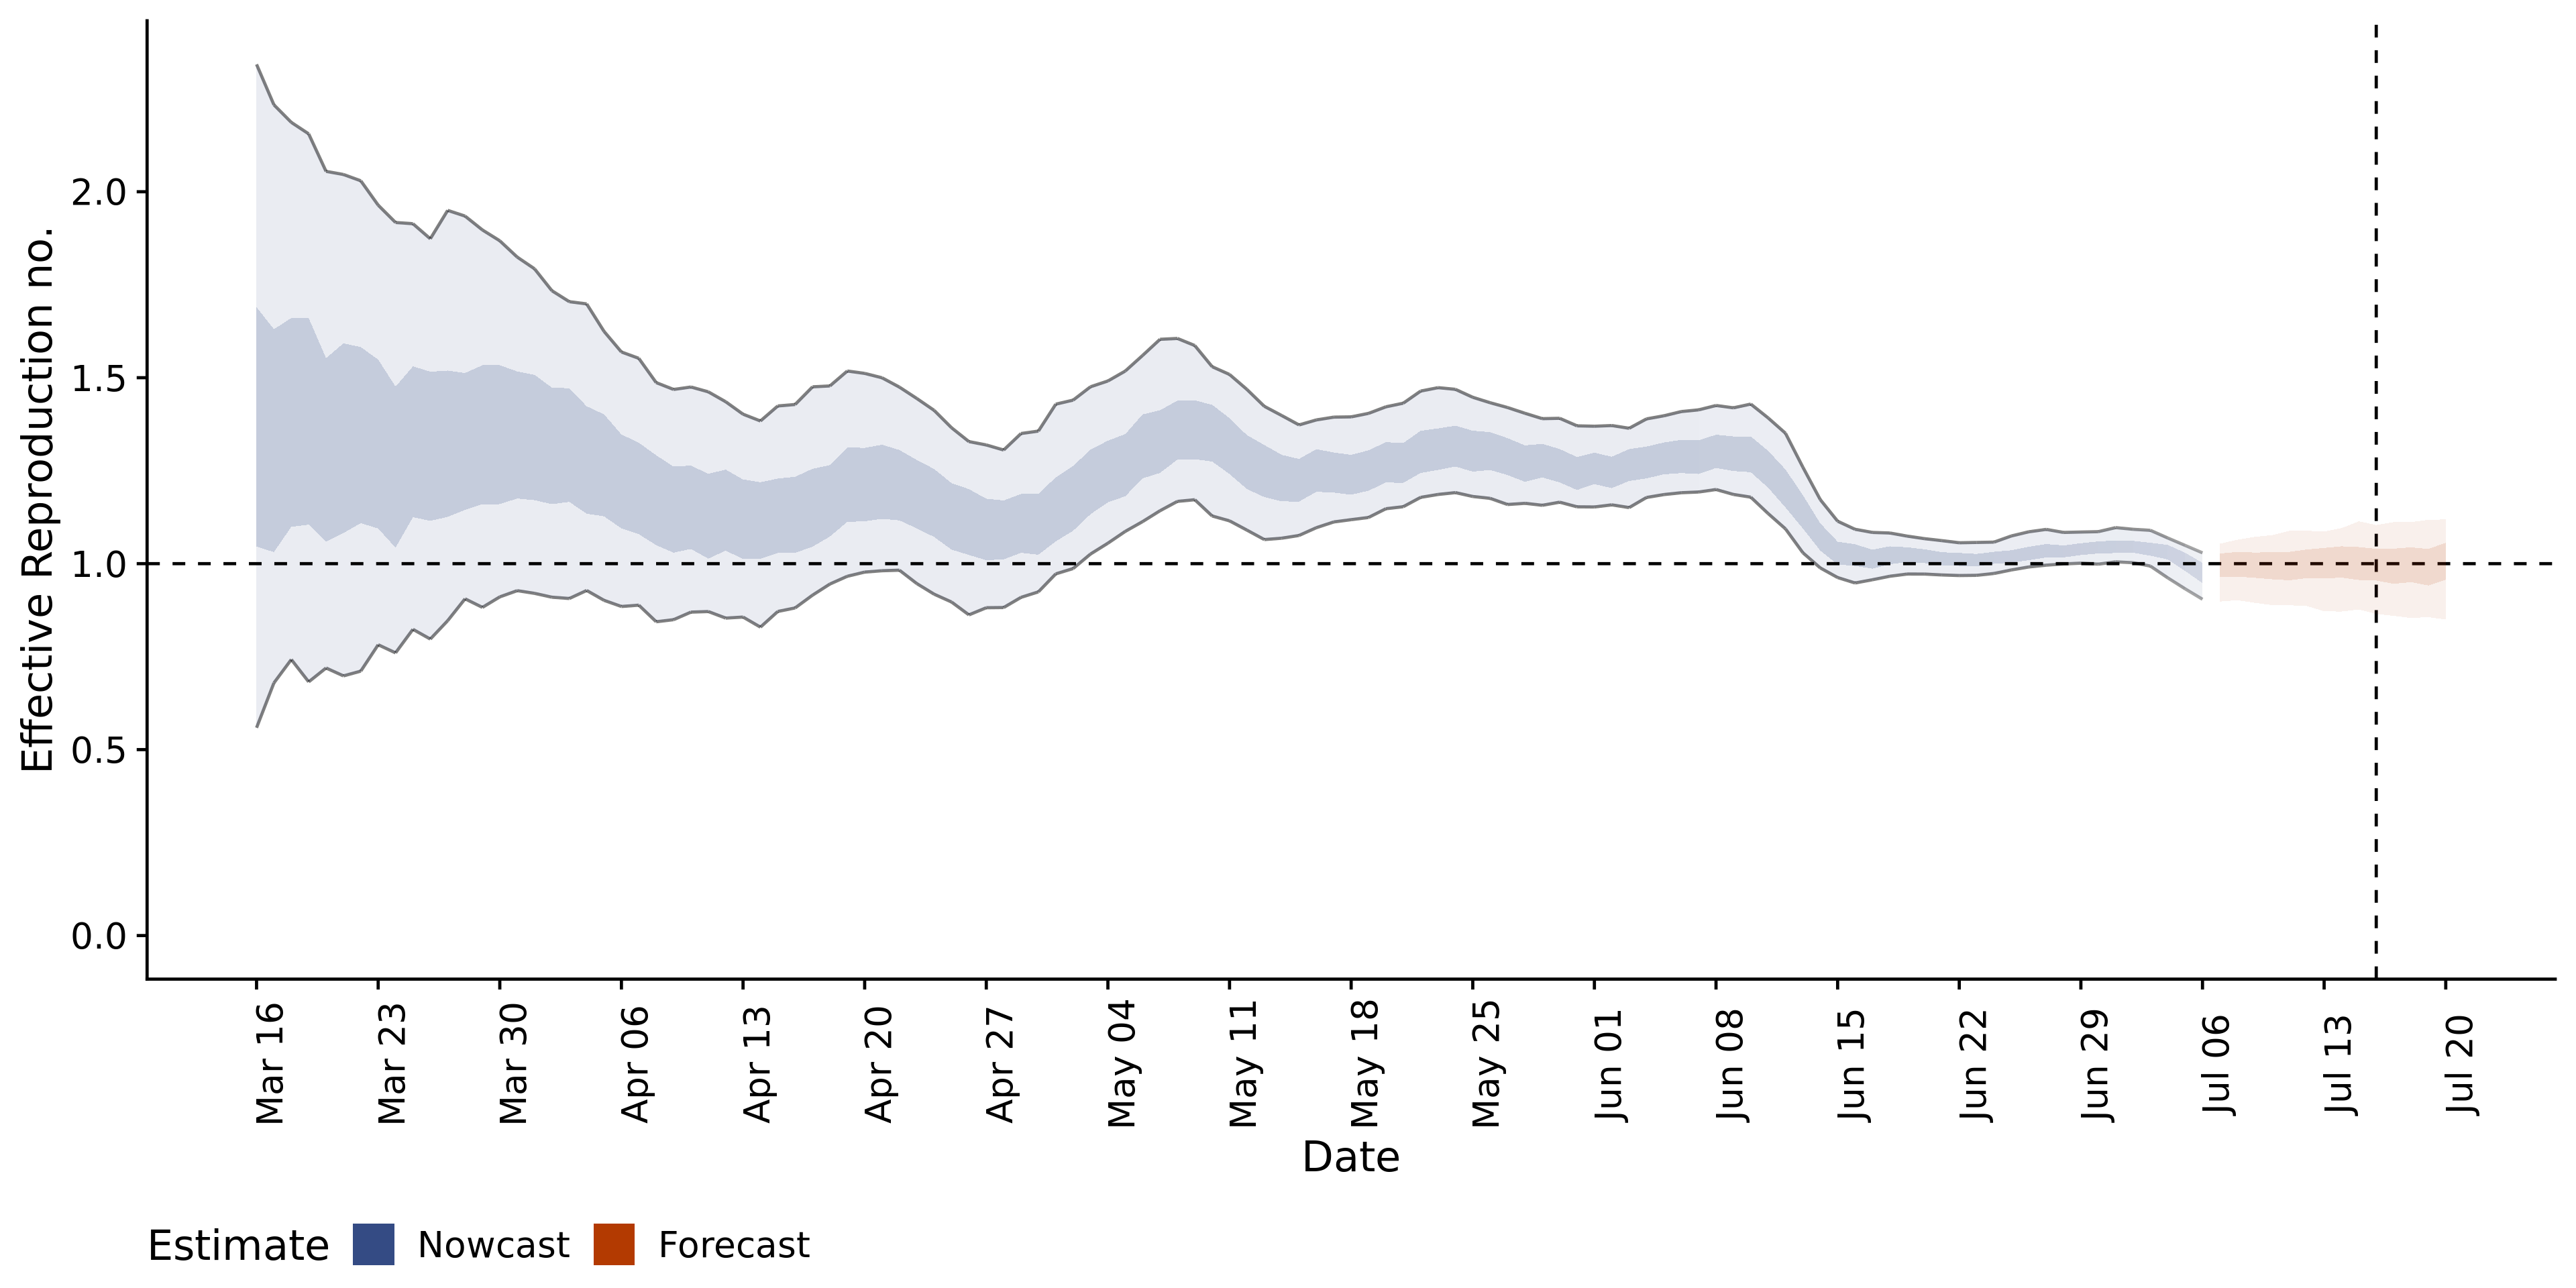 Effective Reproduction no.
2.0
1.5
1.0
0.5
0.0
Mar 16
Mar 23
Mar 30
Apr 06
Apr 13
Apr 20
Apr 27
May 04
May 11
May 18
May 25
Jun 01
Jun 08
Jun 15
Jun 22
Jun 29
Jul 06
Jul 13
Jul 20
Date
Estimate Nowcast Forecast